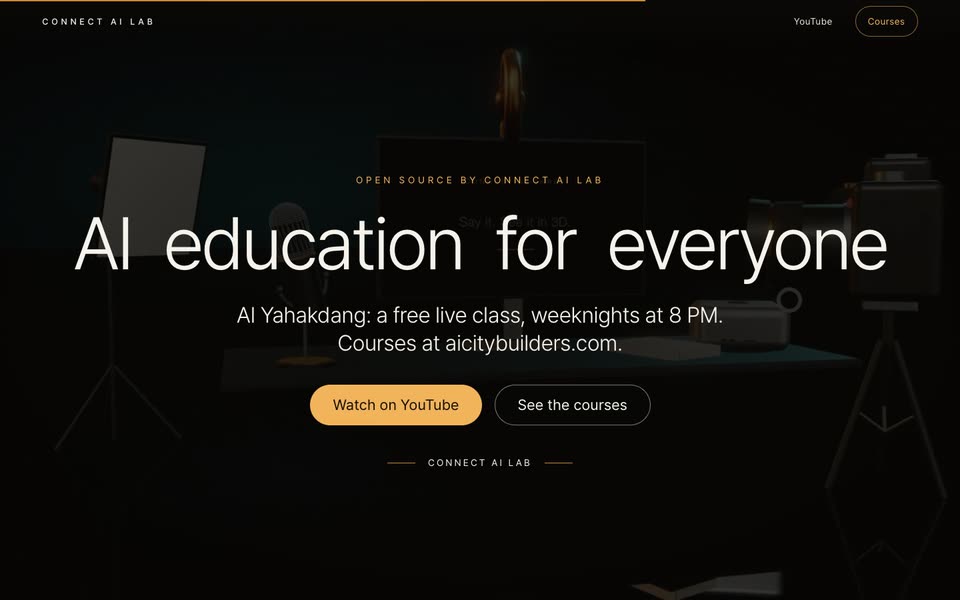 CONNECT AI LAB
YouTube
Courses
OPEN SOURCE BY CONNECT AI LAB
AI education for everyone
AI Yahakdang: a free live class, weeknights at 8 PM.
Courses at aicitybuilders.com.
Watch on YouTube
See the courses
CONNECT AI LAB